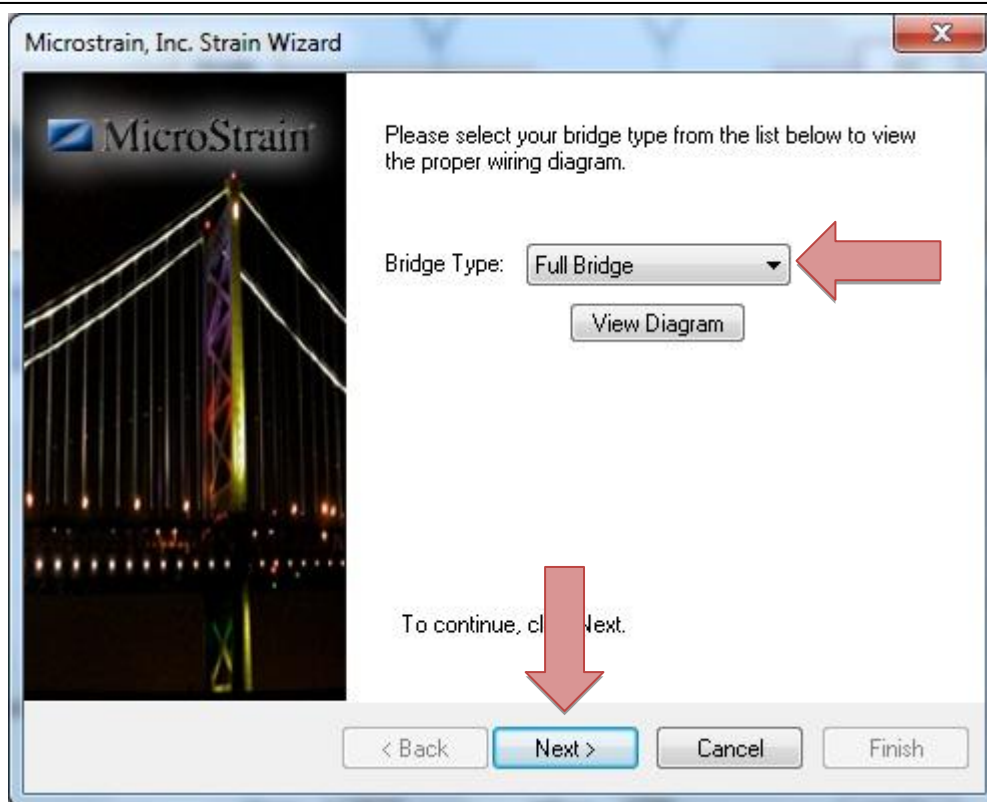 Microstrain, Inc. Strain Wizard
MicroStrain
Please select your bridge type from the list below to view
the proper wiring diagram.
Bridge Type: Full Bridge
View Diagram
To continue, Next.
< Back Next > Cancel Finish